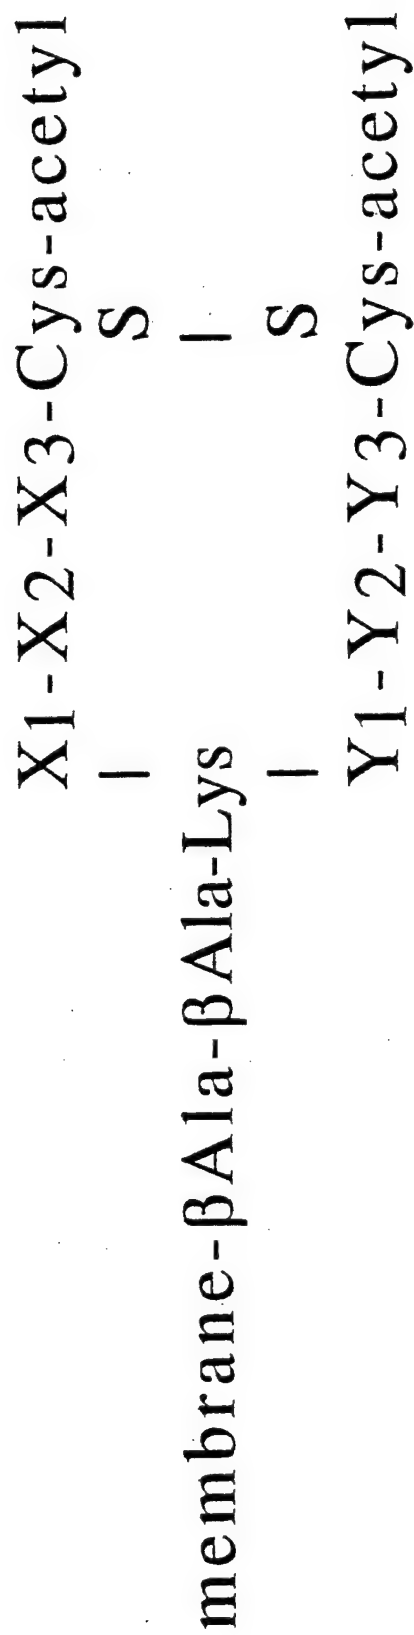 X1-X2-X3-Cys-acetyl
| S
membrane-βAla-βAla-Lys |
| S
Y1-Y2-Y3-Cys-acetyl